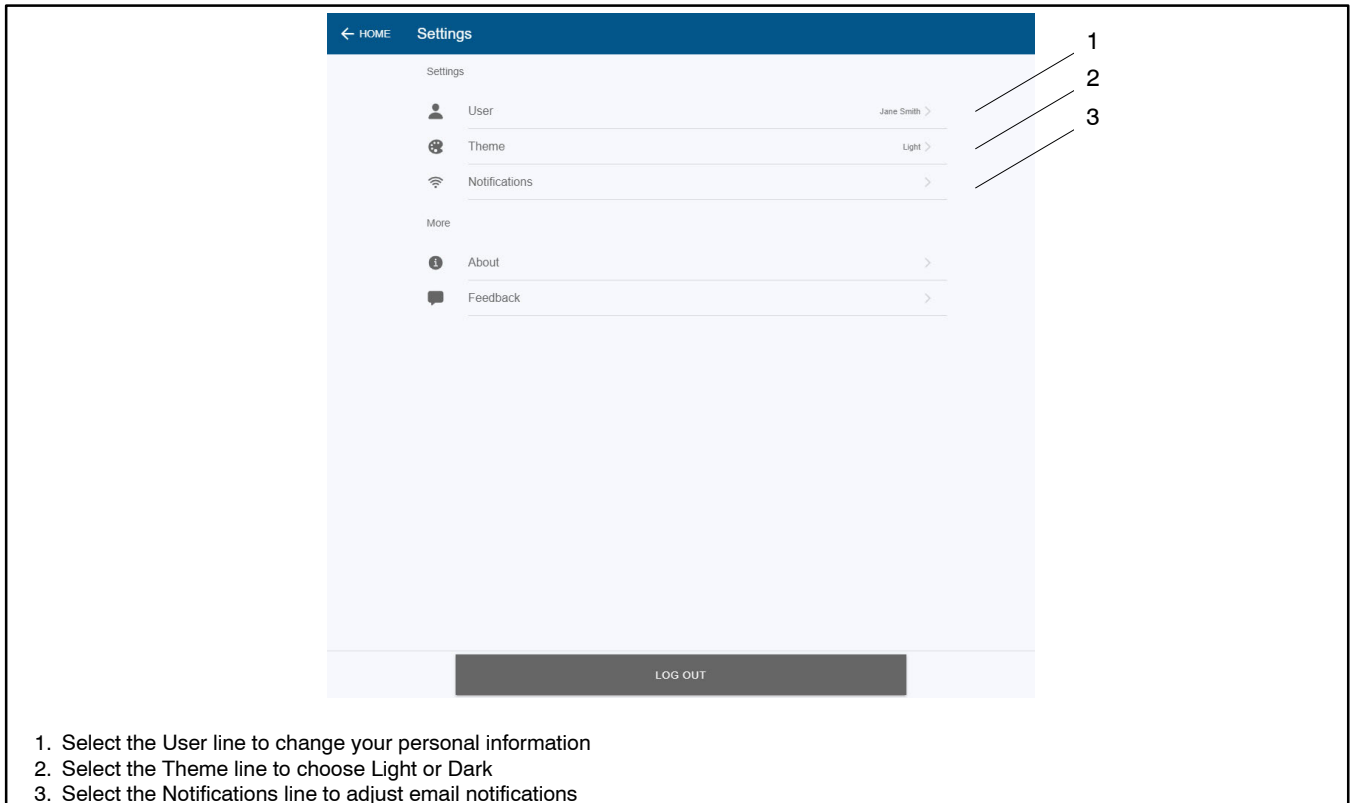 ← HOME Settings
1
Settings
2
User Jane Smith >
3
Theme Light >
Notifications >
More
About >
Feedback >
LOG OUT
1. Select the User line to change your personal information
2. Select the Theme line to choose Light or Dark
3. Select the Notifications line to adjust email notifications